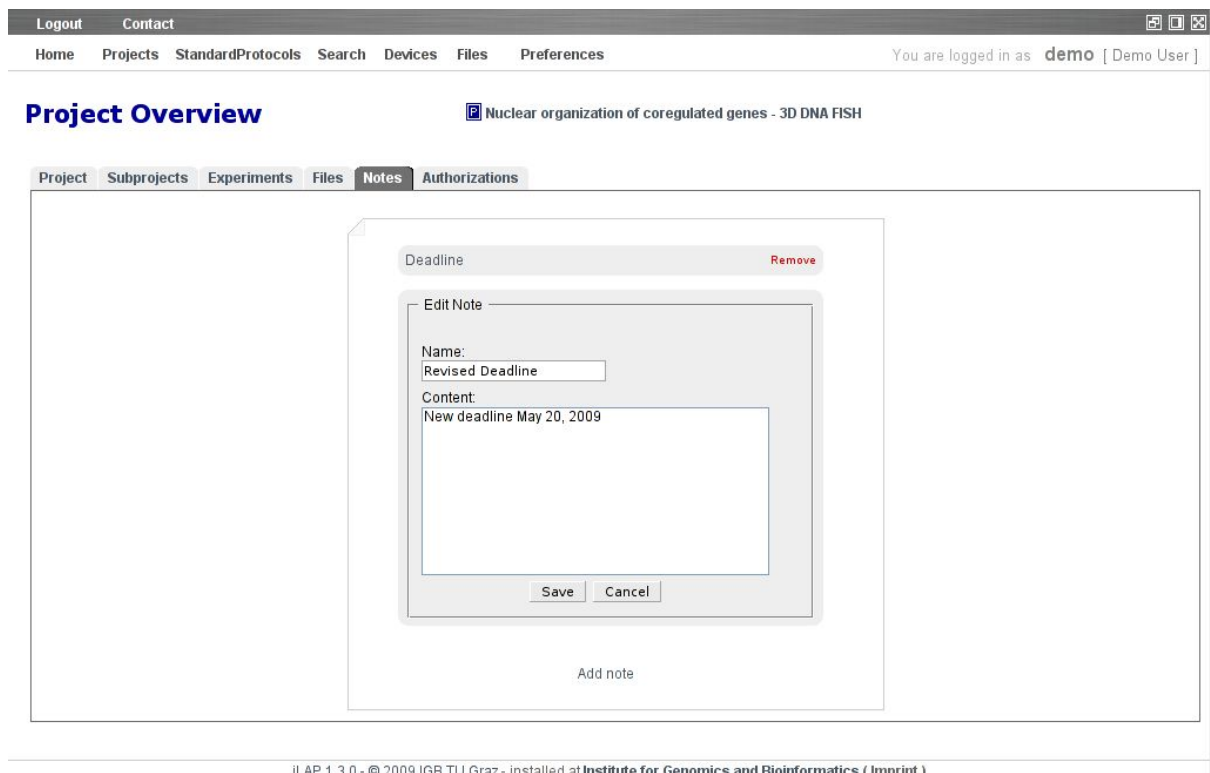 Logout Contact
Home Projects StandardProtocols Search Devices Files Preferences You are logged in as demo [ Demo User ]
Project Overview P Nuclear organization of coregulated genes - 3D DNA FISH
Project Subprojects Experiments Files Notes Authorizations
Deadline Remove
Edit Note
Name:
Revised Deadline
Content:
New deadline May 20, 2009
Save Cancel
Add note
iLAP 1.3.0 - © 2009 IGB TU Graz - installed at Institute for Genomics and Bioinformatics ( Imprint )